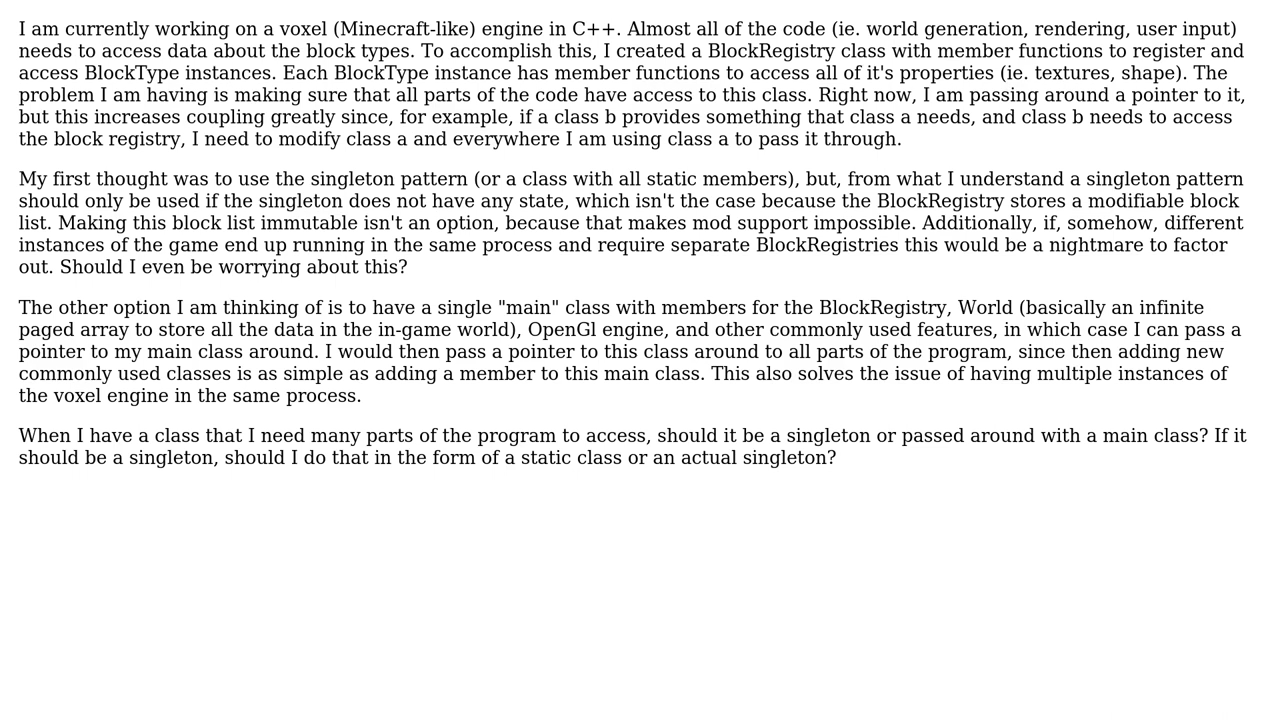 I am currently working on a voxel (Minecraft-like) engine in C++. Almost all of the code (ie. world generation, rendering, user input)
needs to access data about the block types. To accomplish this, I created a BlockRegistry class with member functions to register and
access BlockType instances. Each BlockType instance has member functions to access all of it's properties (ie. textures, shape). The
problem I am having is making sure that all parts of the code have access to this class. Right now, I am passing around a pointer to it,
but this increases coupling greatly since, for example, if a class b provides something that class a needs, and class b needs to access
the block registry, I need to modify class a and everywhere I am using class a to pass it through.
My first thought was to use the singleton pattern (or a class with all static members), but, from what I understand a singleton pattern
should only be used if the singleton does not have any state, which isn't the case because the BlockRegistry stores a modifiable block
list. Making this block list immutable isn't an option, because that makes mod support impossible. Additionally, if, somehow, different
instances of the game end up running in the same process and require separate BlockRegistries this would be a nightmare to factor
out. Should I even be worrying about this?
The other option I am thinking of is to have a single "main" class with members for the BlockRegistry, World (basically an infinite
paged array to store all the data in the in-game world), OpenGl engine, and other commonly used features, in which case I can pass a
pointer to my main class around. I would then pass a pointer to this class around to all parts of the program, since then adding new
commonly used classes is as simple as adding a member to this main class. This also solves the issue of having multiple instances of
the voxel engine in the same process.
When I have a class that I need many parts of the program to access, should it be a singleton or passed around with a main class? If it
should be a singleton, should I do that in the form of a static class or an actual singleton?